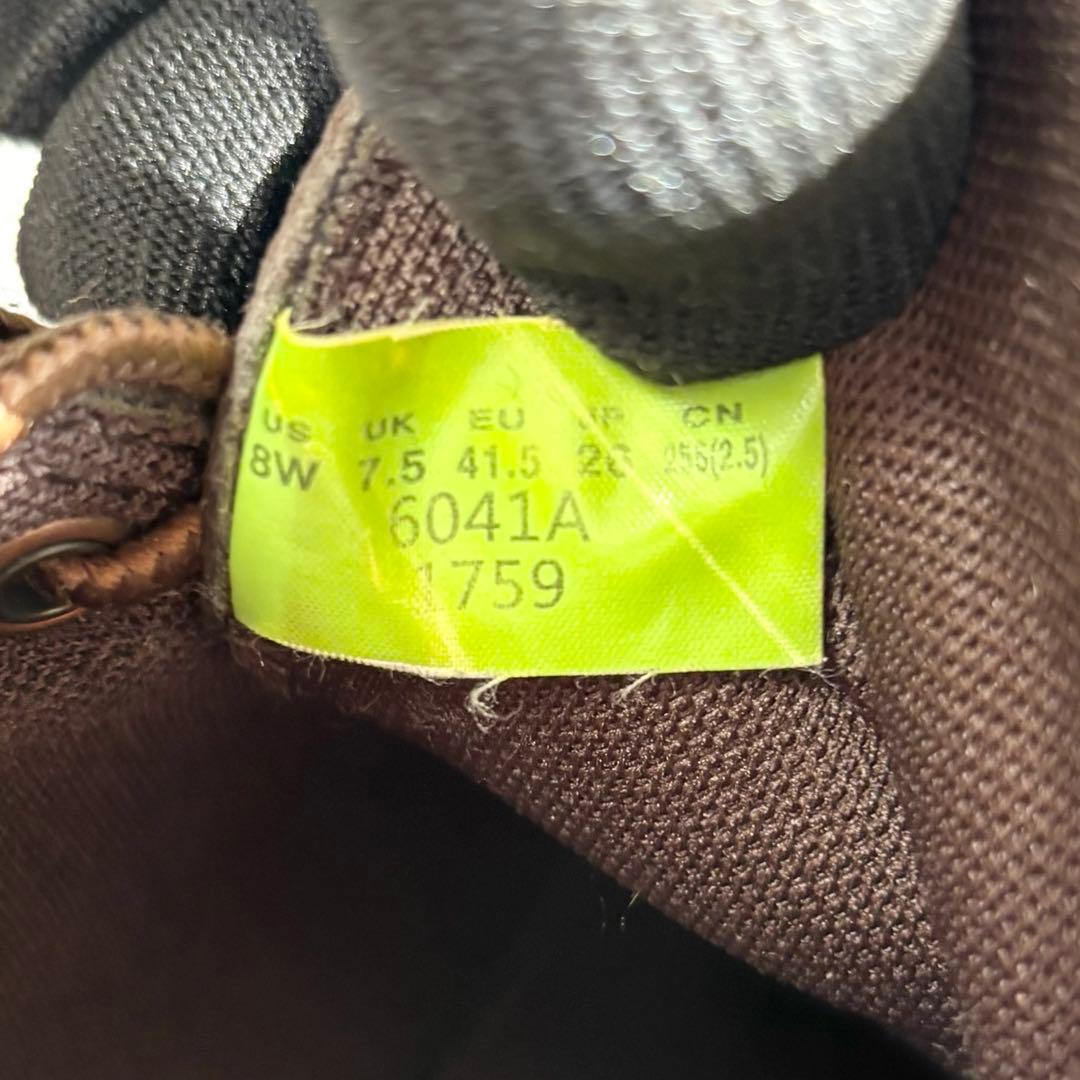 US UK EU JP CN
8W 7.5 41.5 26 255(2.5)
6041A
1759